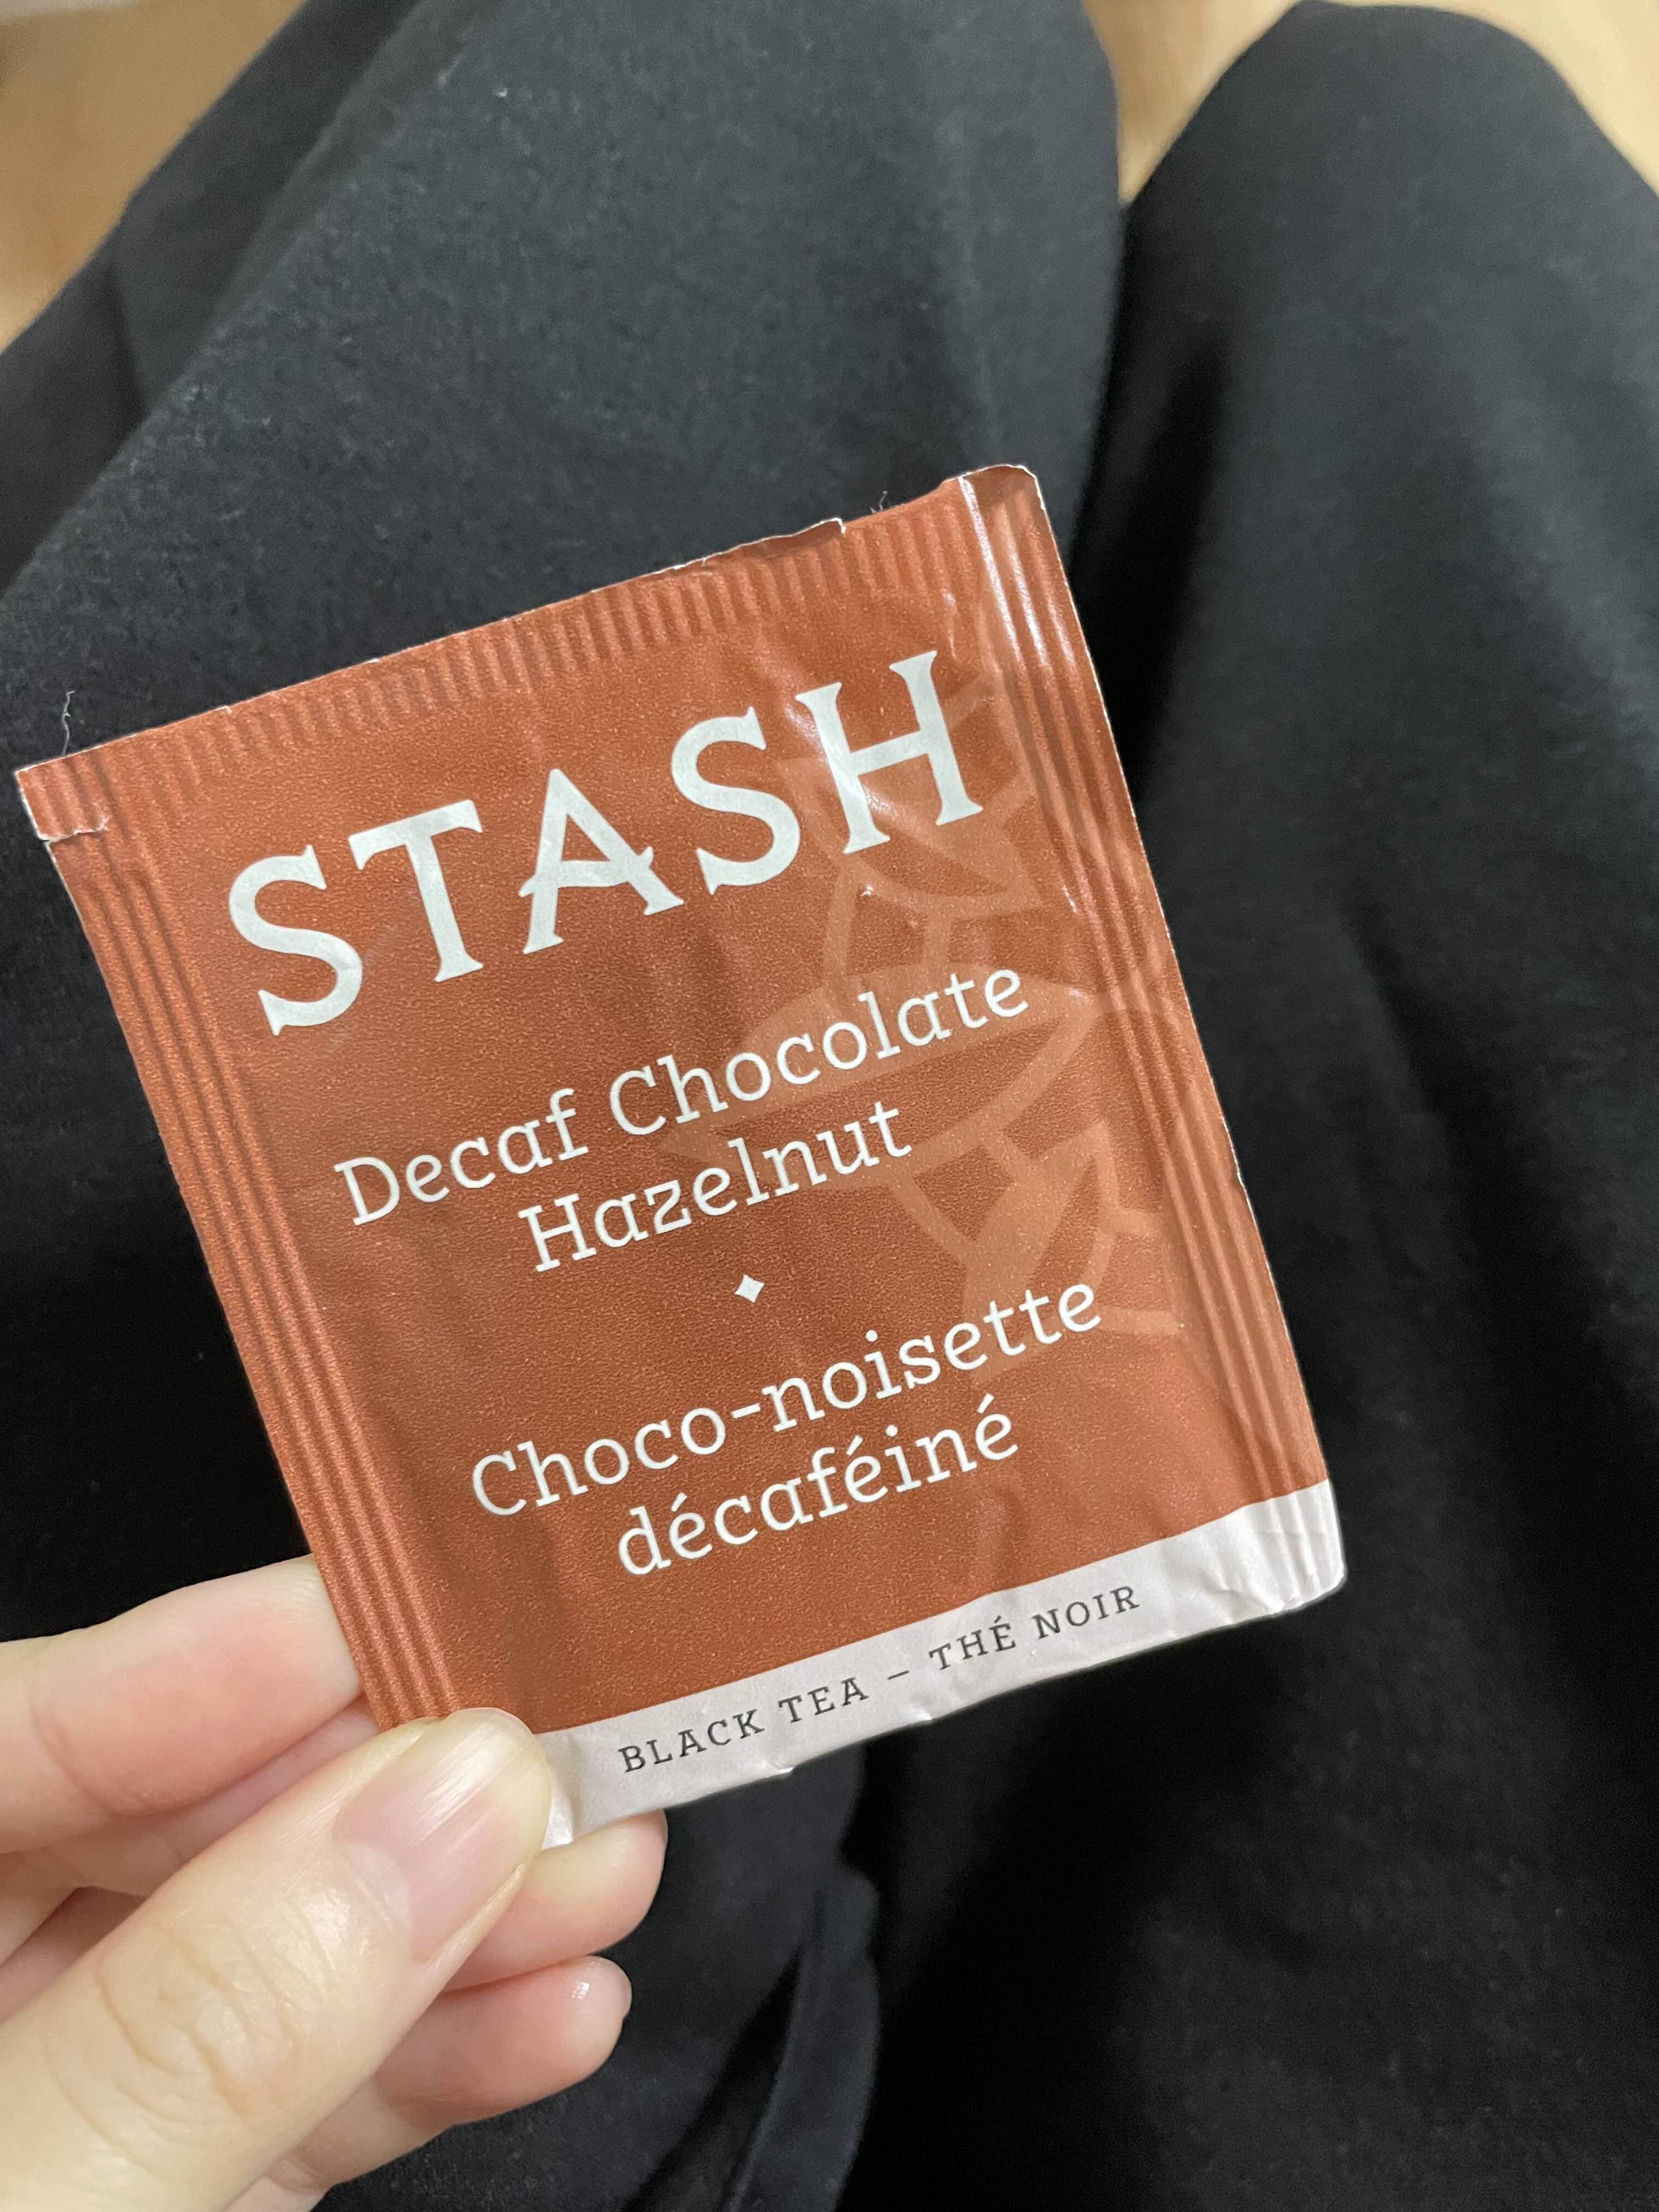 STASH
Decaf Chocolate
Hazelnut
Choco-noisette
décaféiné
BLACK TEA – THÉ NOIR